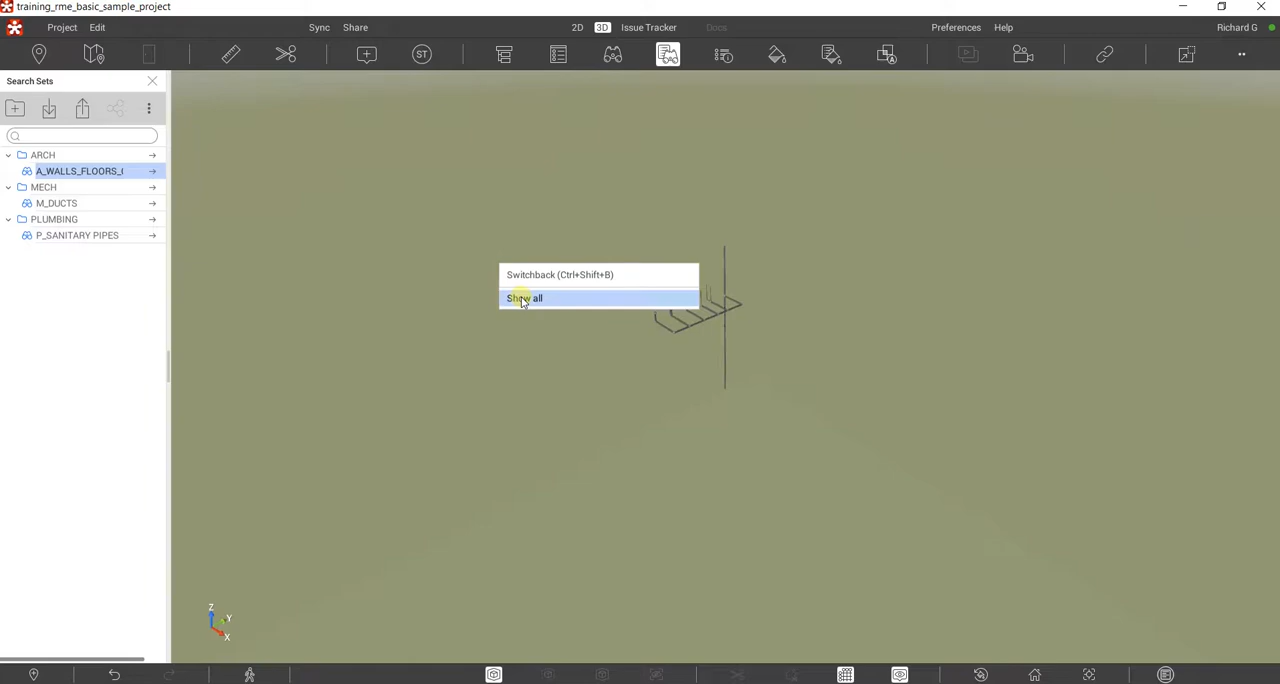 training_rme_basic_sample_project
Project Edit Sync Share 2D 3D Issue Tracker Docs Preferences Help Richard G
ST
Search Sets
ARCH
A_WALLS_FLOORS_
MECH
M_DUCTS
PLUMBING
P_SANITARY PIPES
Switchback (Ctrl+Shift+B)
Show all
Z
Y
X